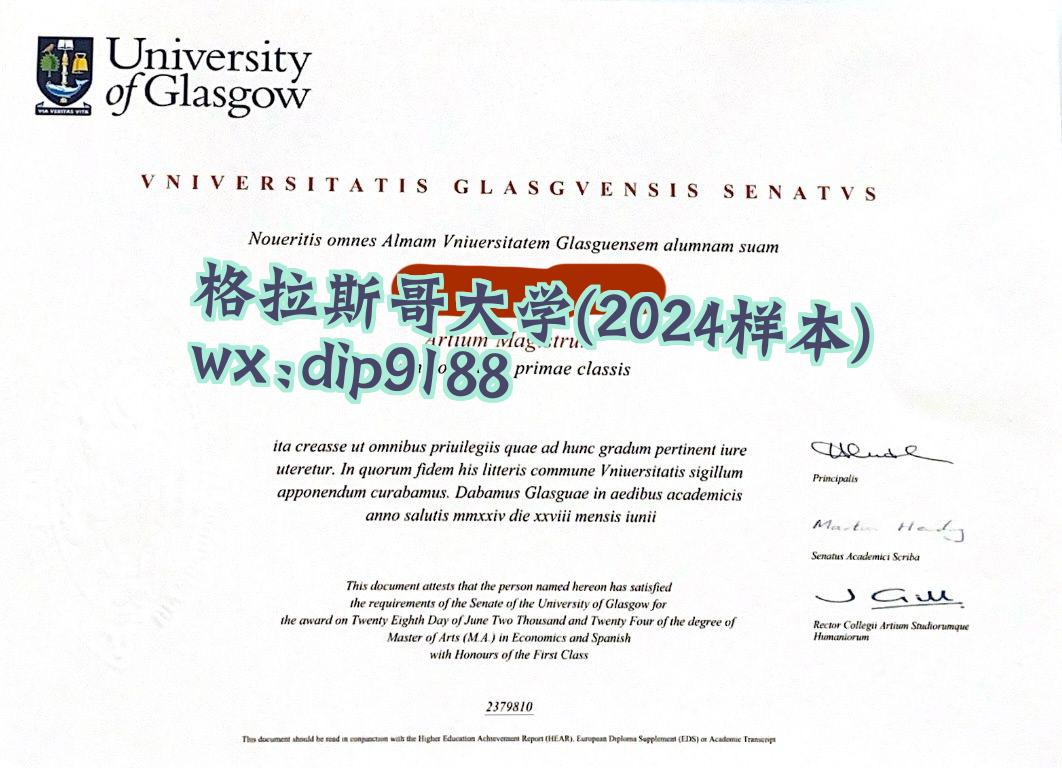 University
of Glasgow
VIA VERITAS VITA
VNIVERSITATIS GLASGVENSIS SENATVS
Noueritis omnes Almam Vniuersitatem Glasguensem alumnam suam
格拉斯哥大学(2024样本)
Artium
wx:dip9188
primae classis
ita creasse ut omnibus priuilegiis quae ad hunc gradum pertinent iure
uteretur. In quorum fidem his litteris commune Vniuersitatis sigillum
apponendum curabamus. Dabamus Glasguae in aedibus academicis
anno salutis mmxxiv die xxviii mensis iunii
Principalis
Martin
Senatus Academici Scriba
J Gill
Rector Collegii Artium Studiorumque
Humaniorum
This document attests that the person named hereon has satisfied
the requirements of the Senate of the University of Glasgow for
the award on Twenty Eighth Day of June Two Thousand and Twenty Four of the degree of
Master of Arts (M.A.) in Economics and Spanish
with Honours of the First Class
2379810
This document should be read in conjunction with the Higher Education Achievement Report (HEAR), European Diploma Supplement (EDS) or Academic Transcript